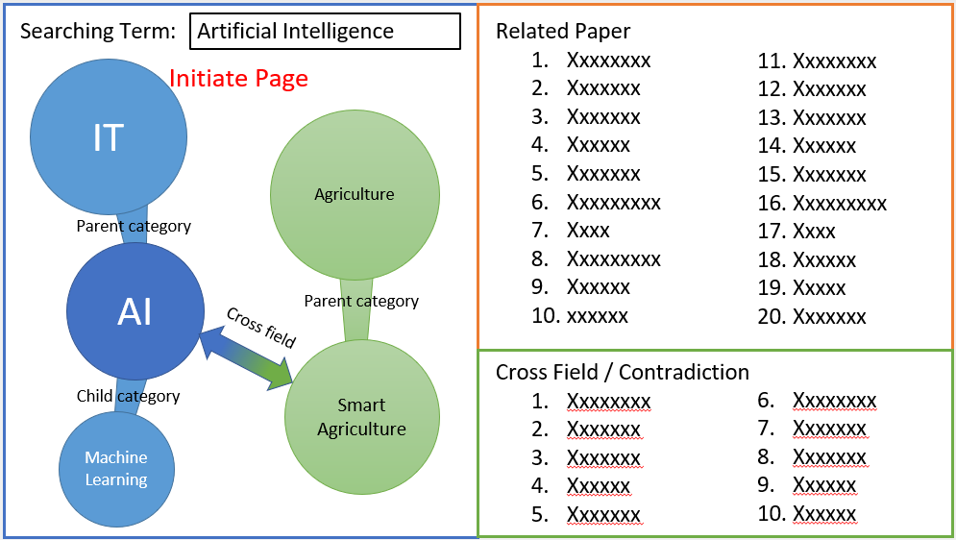 Searching Term: Artificial Intelligence
Initiate Page
IT
Parent category
AI
Child category
Machine
Learning
Cross field
Agriculture
Parent category
Smart
Agriculture
Related Paper
1. Xxxxxxxx
2. Xxxxxxx
3. Xxxxxxx
4. Xxxxxx
5. Xxxxxxx
6. Xxxxxxxxx
7. Xxxx
8. Xxxxxxxxx
9. Xxxxxx
10. xxxxxx
11. Xxxxxxxx
12. Xxxxxxx
13. Xxxxxxx
14. Xxxxxx
15. Xxxxxxx
16. Xxxxxxxxx
17. Xxxx
18. Xxxxxx
19. Xxxxx
20. Xxxxxxx
Cross Field / Contradiction
1. Xxxxxxxx
2. Xxxxxxx
3. Xxxxxxx
4. Xxxxxx
5. Xxxxxxx
6. Xxxxxxxx
7. Xxxxxxx
8. Xxxxxxx
9. Xxxxxx
10. Xxxxxx